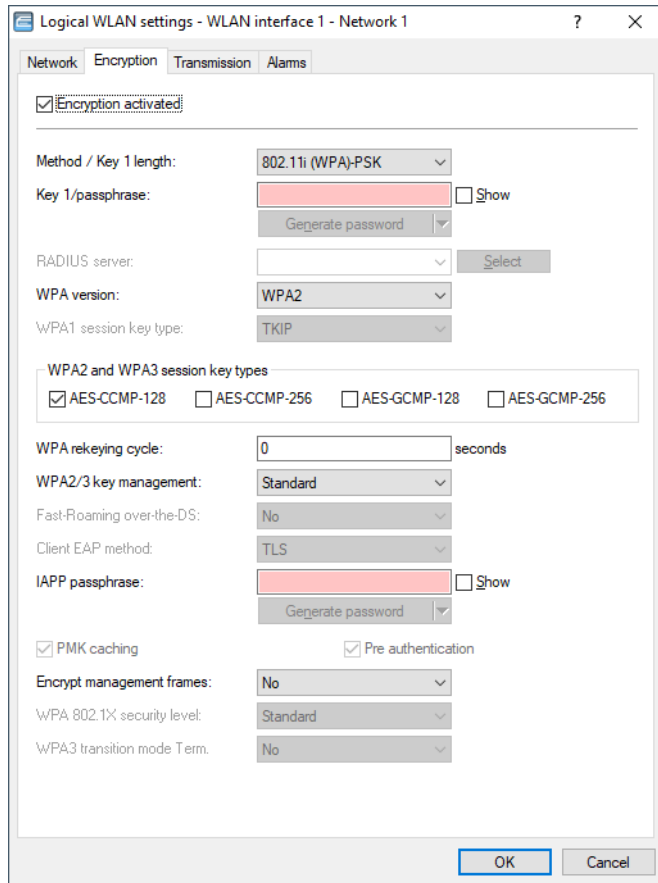 Logical WLAN settings - WLAN interface 1 - Network 1 ?
Network Encryption Transmission Alarms
Encryption activated
Method / Key 1 length: 802.11i (WPA)-PSK
Key 1/passphrase: Show
Generate password
RADIUS server: Select
WPA version: WPA2
WPA1 session key type: TKIP
WPA2 and WPA3 session key types
AES-CCMP-128 AES-CCMP-256 AES-GCMP-128 AES-GCMP-256
WPA rekeying cycle: 0 seconds
WPA2/3 key management: Standard
Fast-Roaming over-the-DS: No
Client EAP method: TLS
IAPP passphrase: Show
Generate password
PMK caching Pre authentication
Encrypt management frames: No
WPA 802.1X security level: Standard
WPA3 transition mode Term. No
OK Cancel